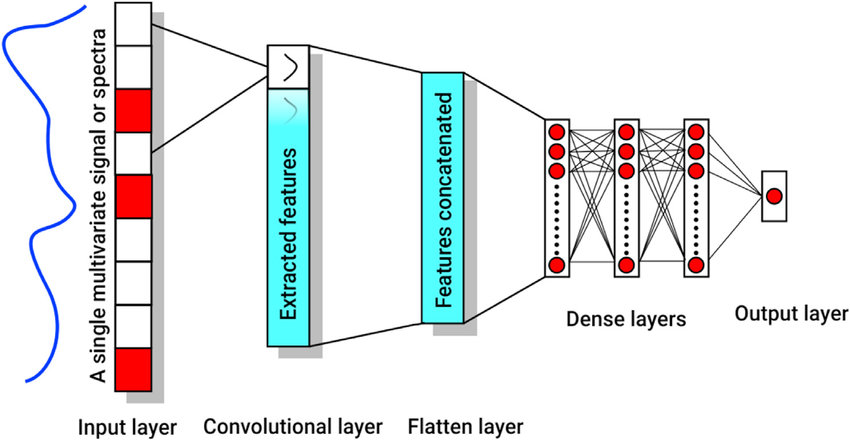 A single multivariate signal or spectra
Extracted features
Features concatenated
Dense layers
Output layer
Input layer
Convolutional layer
Flatten layer